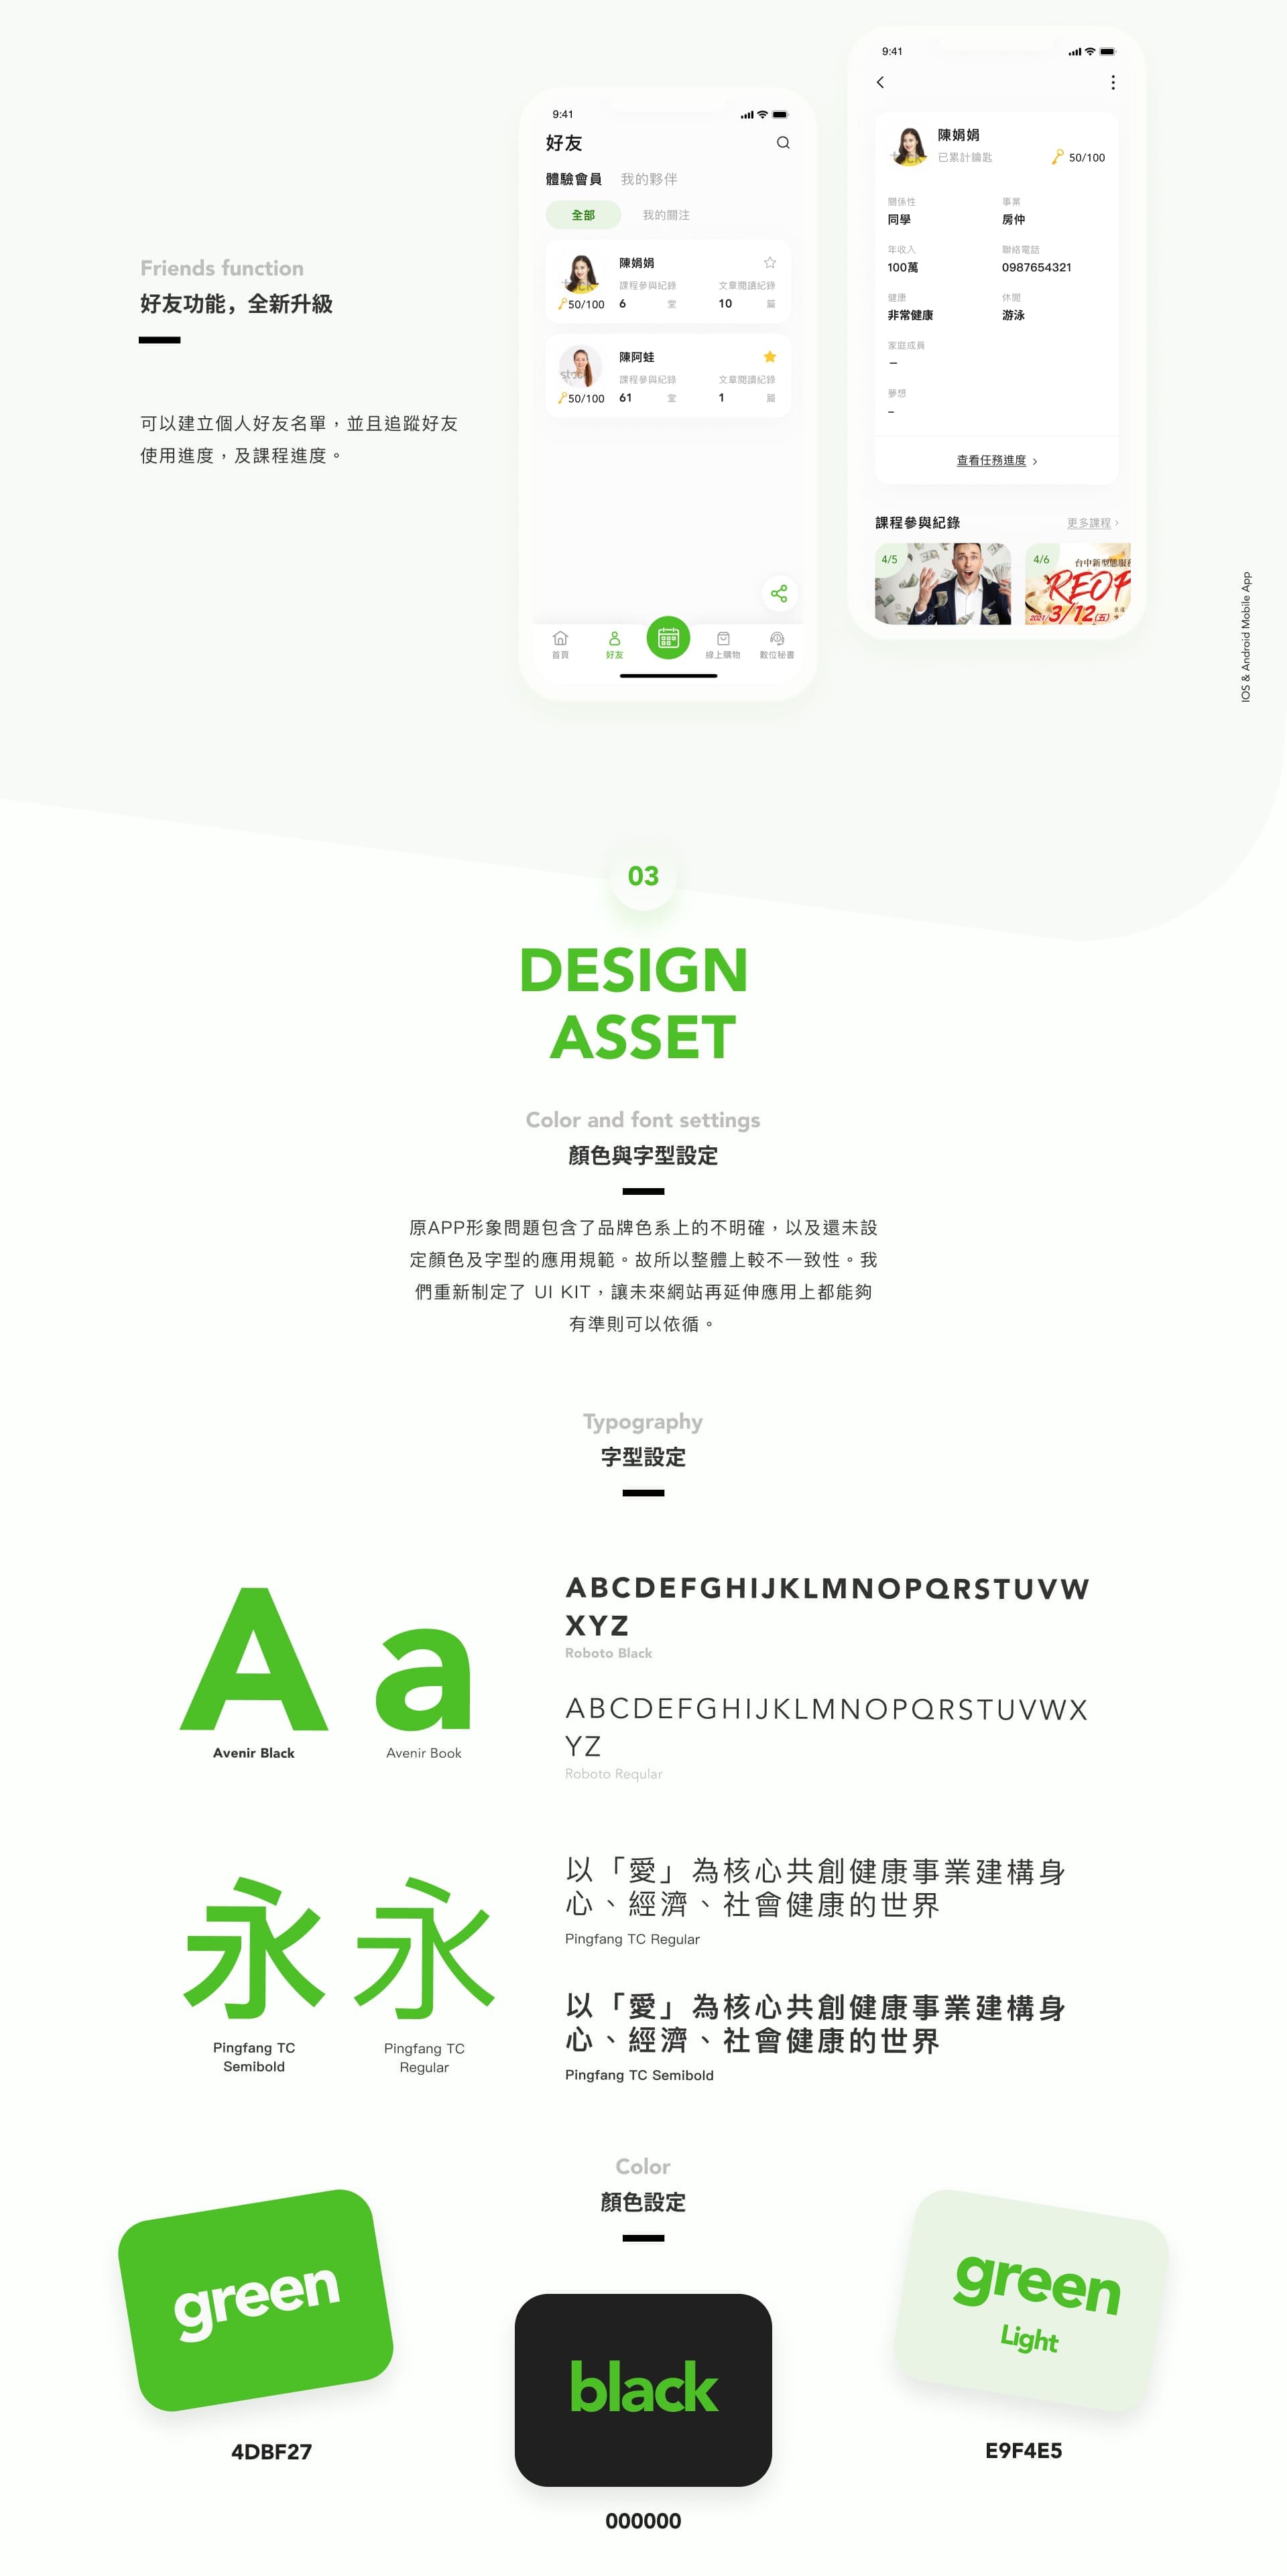 Friends function
好友功能，全新升級
可以建立個人好友名單，並且追蹤好友
使用進度，及課程進度。
9:41
好友
體驗會員 我的夥伴
全部 我的關注
陳娟娟
課程參與紀錄 文章閱讀紀錄
50/100 6 堂 10 篇
陳阿蛙
課程參與紀錄 文章閱讀紀錄
50/100 61 堂 1 篇
首頁 好友 線上購物 數位秘書
9:41
陳娟娟
已累計鑰匙 50/100
關係性 事業
同學 房仲
年收入 聯絡電話
100萬 0987654321
健康 休閒
非常健康 游泳
家庭成員
–
夢想
–
查看任務進度 ›
課程參與紀錄 更多課程 ›
4/5
4/6
台中新型態服
REOP
2021/3/12(五)
IOS & Android Mobile App
03
DESIGN
ASSET
Color and font settings
顏色與字型設定
原APP形象問題包含了品牌色系上的不明確，以及還未設
定顏色及字型的應用規範。故所以整體上較不一致性。我
們重新制定了 UI KIT，讓未來網站再延伸應用上都能夠
有準則可以依循。
Typography
字型設定
A a
Avenir Black Avenir Book
ABCDEFGHIJKLMNOPQRSTUVW
XYZ
Roboto Black
ABCDEFGHIJKLMNOPQRSTUVWX
YZ
Roboto Reqular
永 永
Pingfang TC
Semibold
Pingfang TC
Regular
以「愛」為核心共創健康事業建構身
心、經濟、社會健康的世界
Pingfang TC Regular
以「愛」為核心共創健康事業建構身
心、經濟、社會健康的世界
Pingfang TC Semibold
Color
顏色設定
green
4DBF27
black
000000
green
Light
E9F4E5